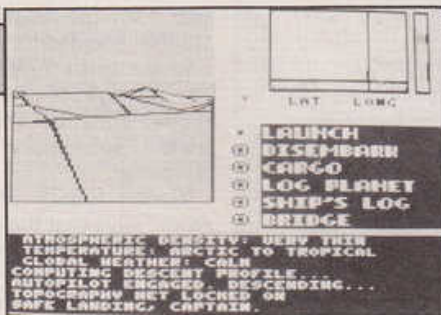 LAT LONG
LAUNCH
DISEMBARK
CARGO
LOG PLANET
SHIP'S LOG
BRIDGE
ATMOSPHERIC DENSITY: VERY THIN
TEMPERATURE: ARCTIC TO TROPICAL
GLOBAL WEATHER: CALM
COMPUTING DESCENT PROFILE...
AUTOPILOT ENGAGED, DESCENDING...
TOPOGRAPHY NET LOCKED ON
SAFE LANDING, CAPTAIN.